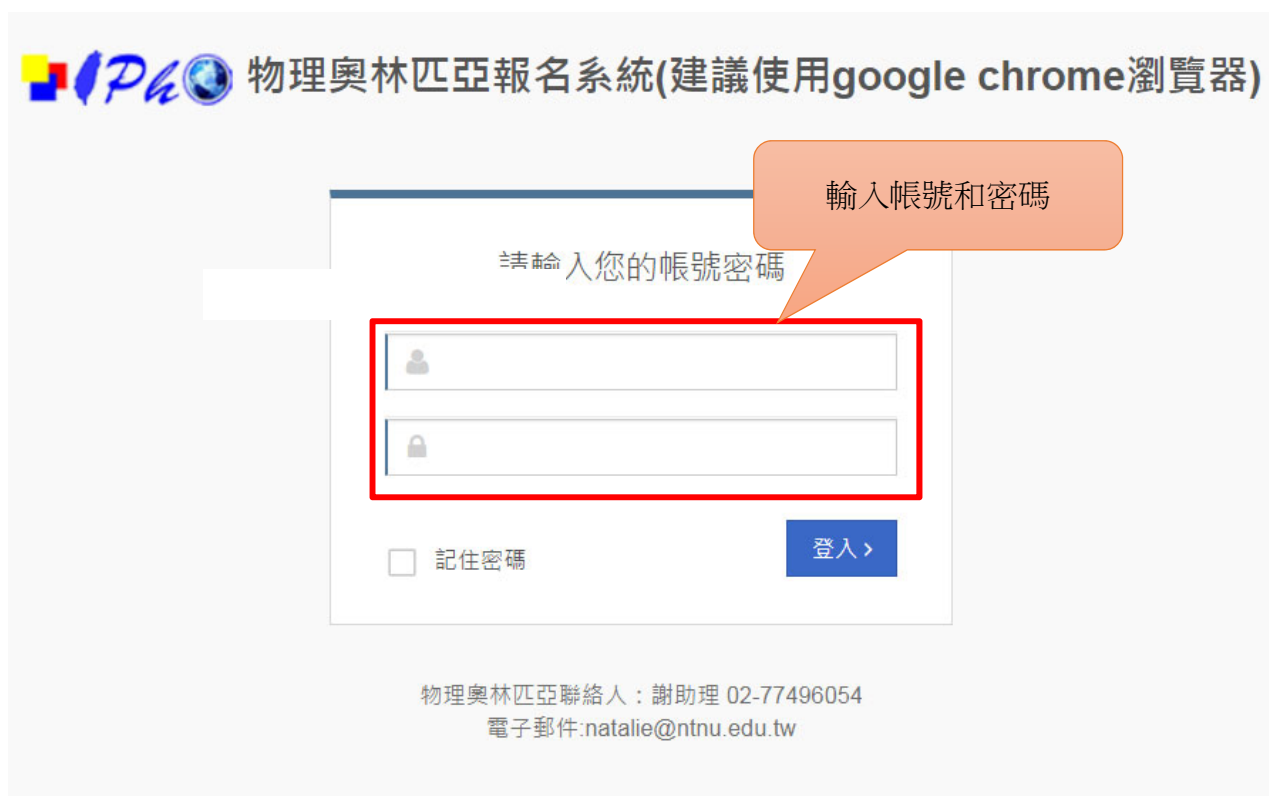 IPh 物理奧林匹亞報名系統(建議使用google chrome瀏覽器)
輸入帳號和密碼
請輸入您的帳號密碼
記住密碼
登入
物理奧林匹亞聯絡人：謝助理 02-77496054
電子郵件:natalie@ntnu.edu.tw